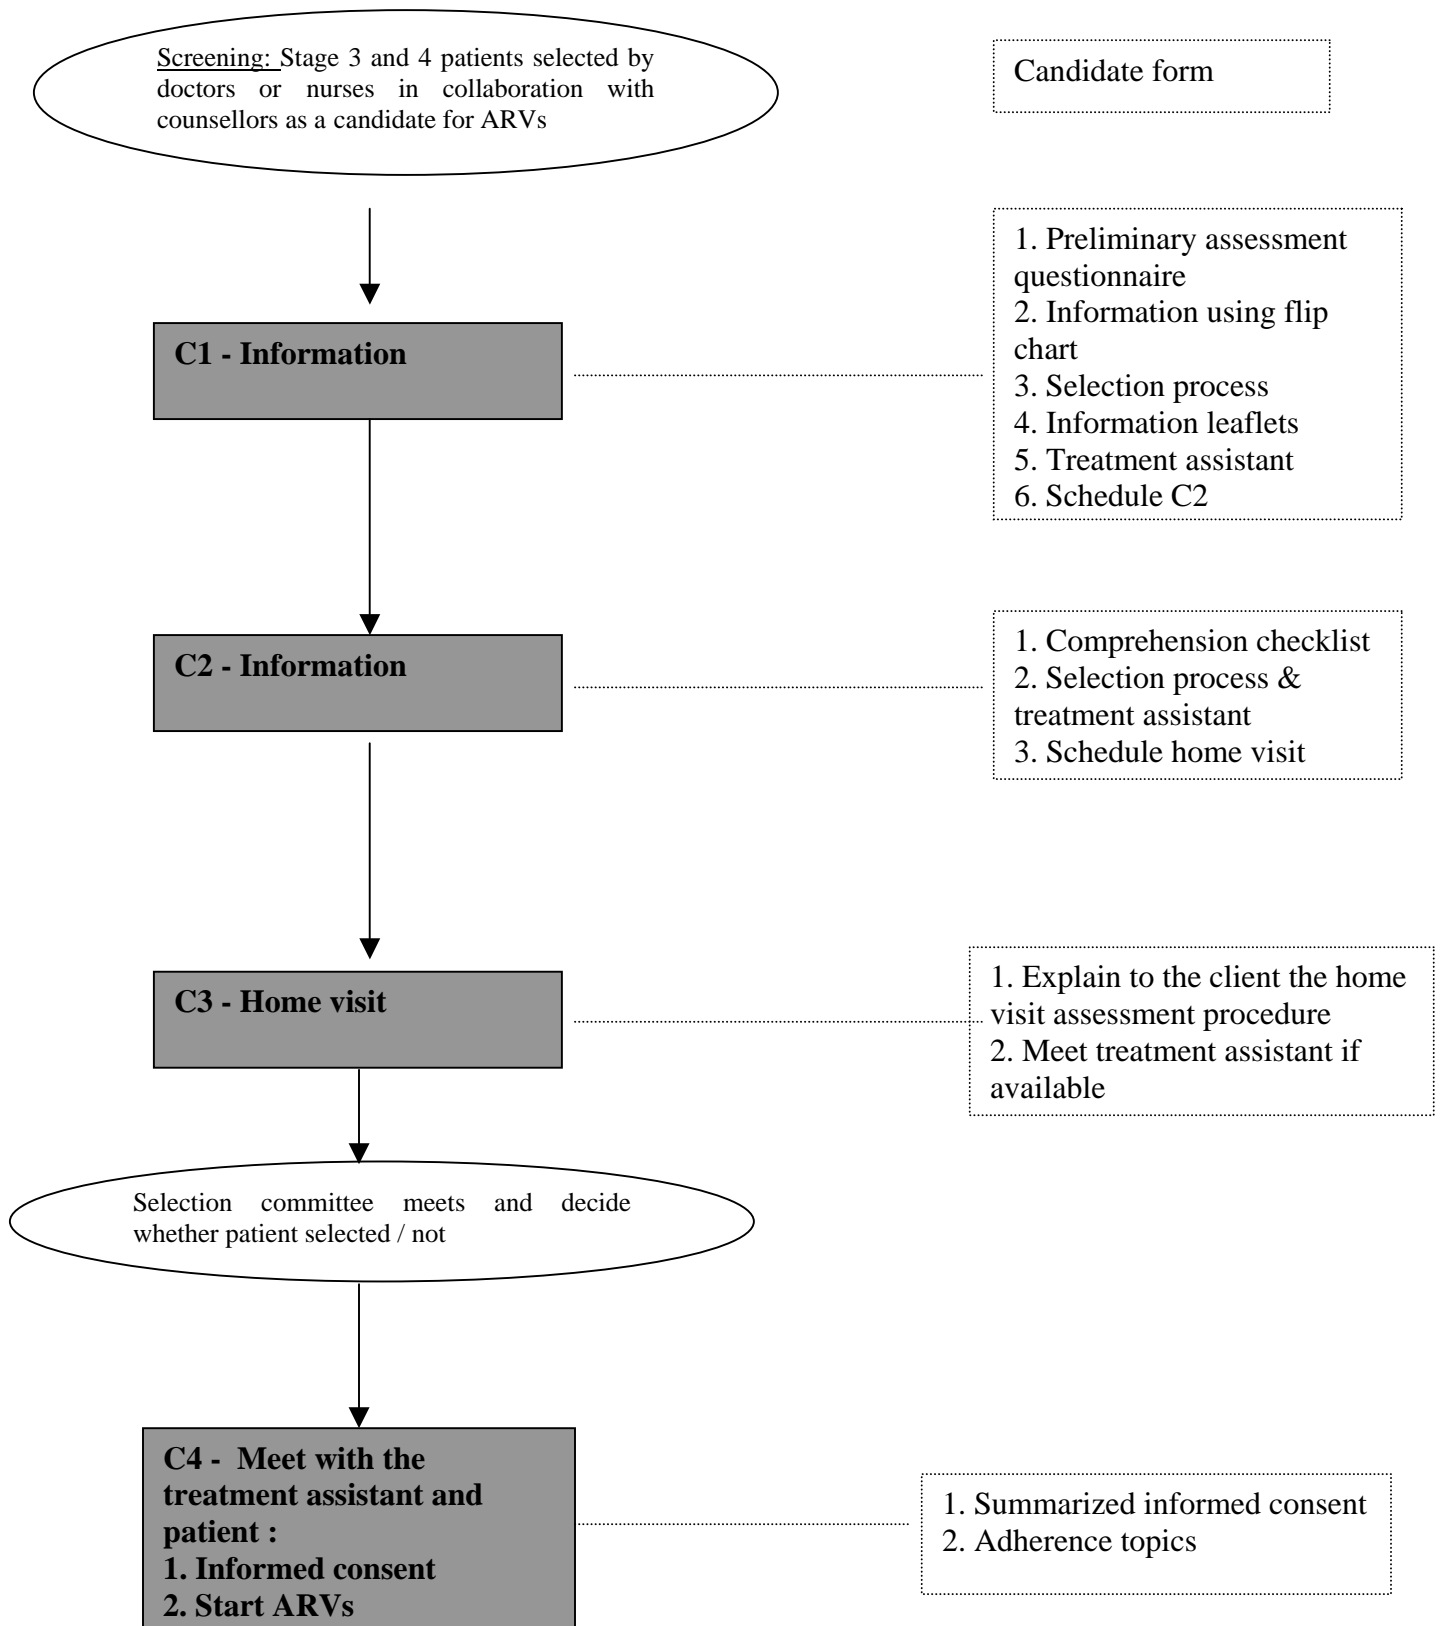 Screening: Stage 3 and 4 patients selected by
doctors or nurses in collaboration with
counsellors as a candidate for ARVs
Candidate form
C1 - Information
1. Preliminary assessment
questionnaire
2. Information using flip
chart
3. Selection process
4. Information leaflets
5. Treatment assistant
6. Schedule C2
C2 - Information
1. Comprehension checklist
2. Selection process &
treatment assistant
3. Schedule home visit
C3 - Home visit
1. Explain to the client the home
visit assessment procedure
2. Meet treatment assistant if
available
Selection committee meets and decide
whether patient selected / not
C4 - Meet with the
treatment assistant and
patient :
1. Informed consent
2. Start ARVs
1. Summarized informed consent
2. Adherence topics